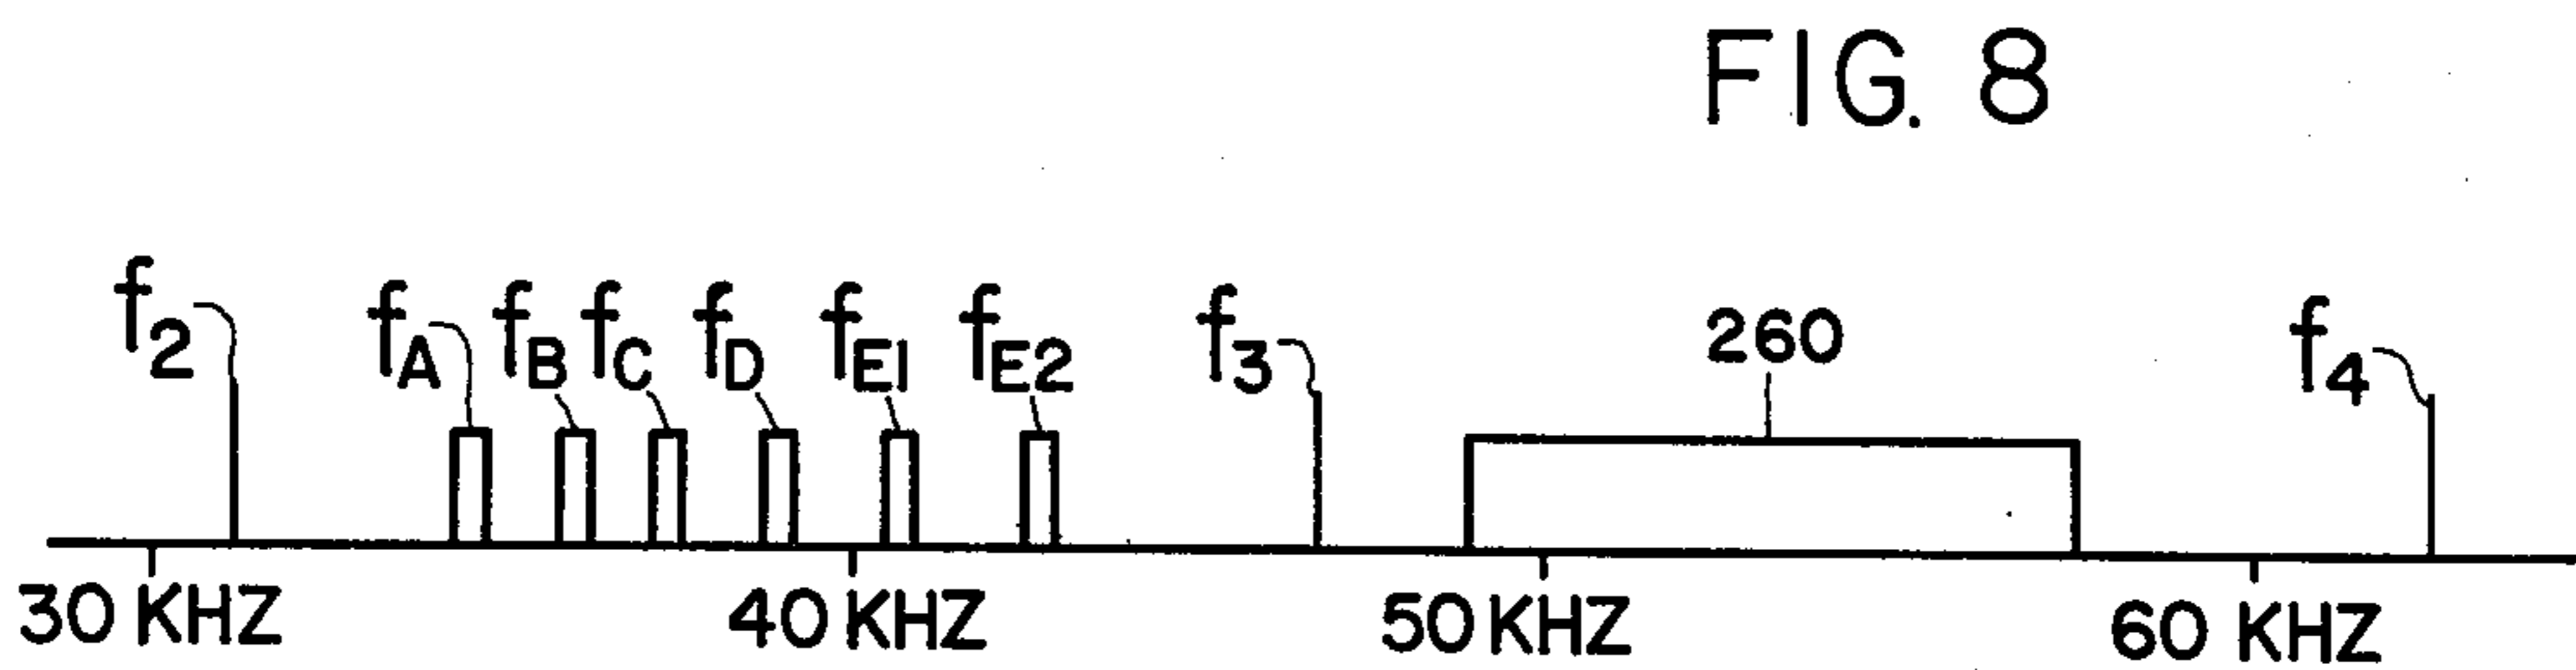 FIG. 8
f2
fA
fB
fC
fD
fE1
fE2
f3
260
f4
30 KHZ
40 KHZ
50 KHZ
60 KHZ